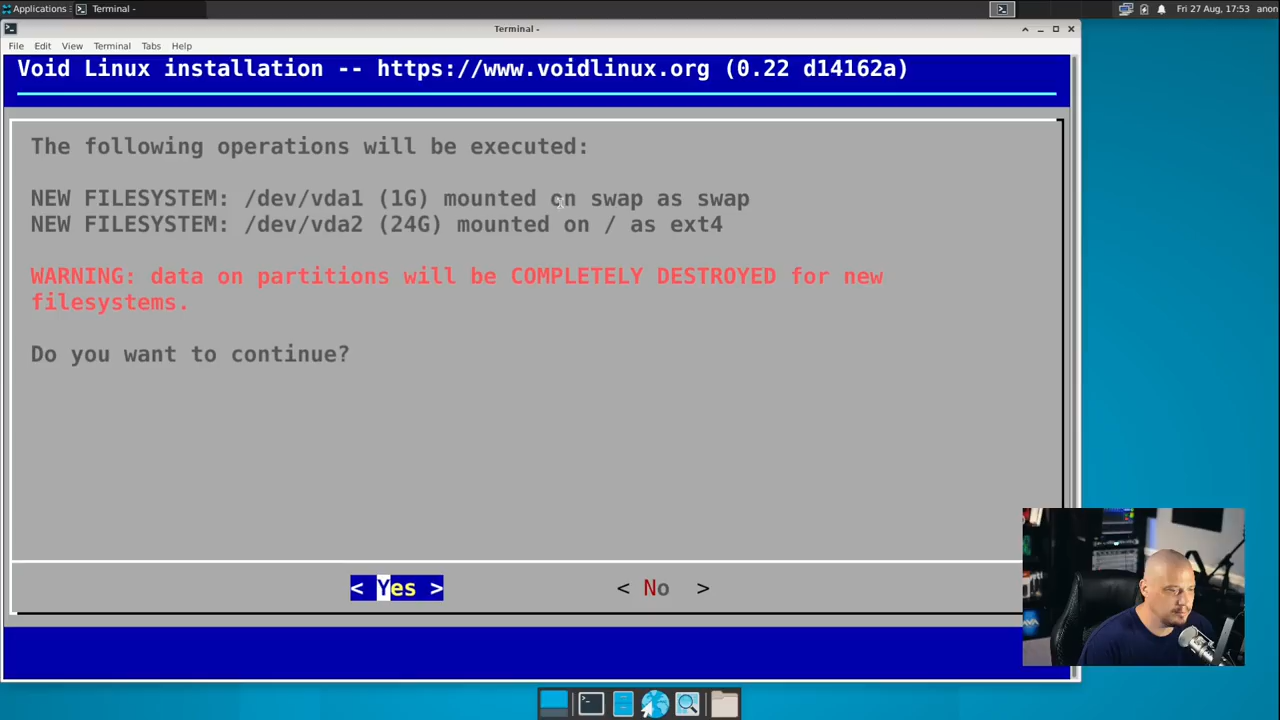 Applications
Terminal -
Fri 27 Aug, 17:53
anon
Terminal -
File Edit View Terminal Tabs Help
Void Linux installation -- https://www.voidlinux.org (0.22 d14162a)
The following operations will be executed:
NEW FILESYSTEM: /dev/vda1 (1G) mounted on swap as swap
NEW FILESYSTEM: /dev/vda2 (24G) mounted on / as ext4
WARNING: data on partitions will be COMPLETELY DESTROYED for new
filesystems.
Do you want to continue?
< Yes > < No >